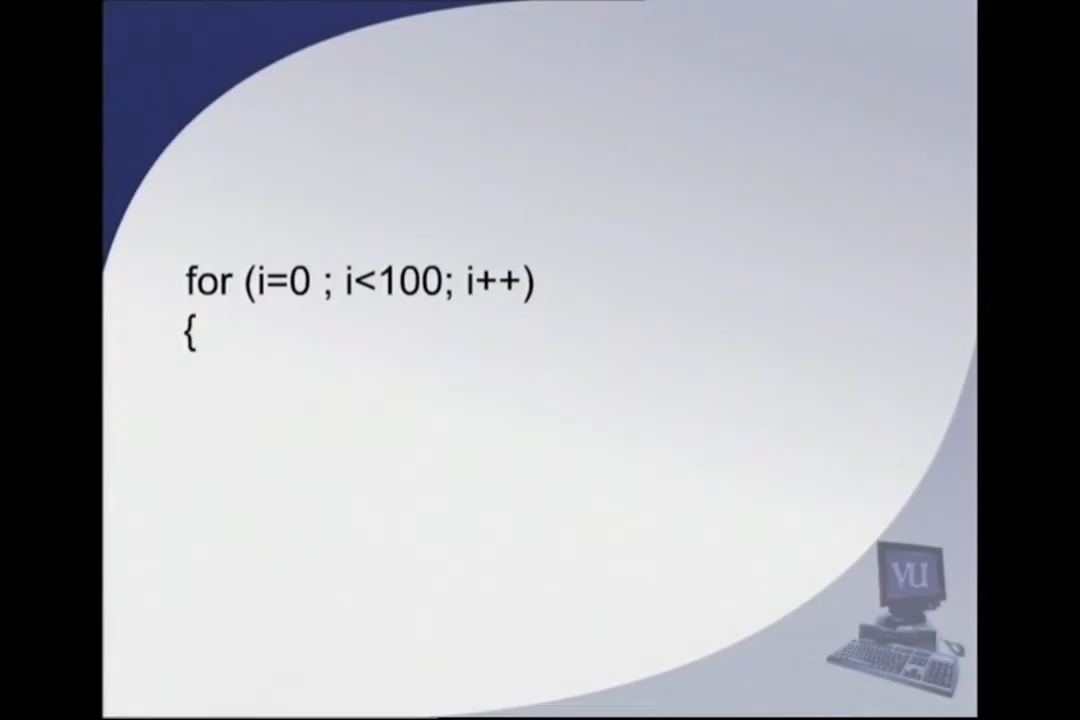 for (i=0 ; i<100; i++)
{
VU